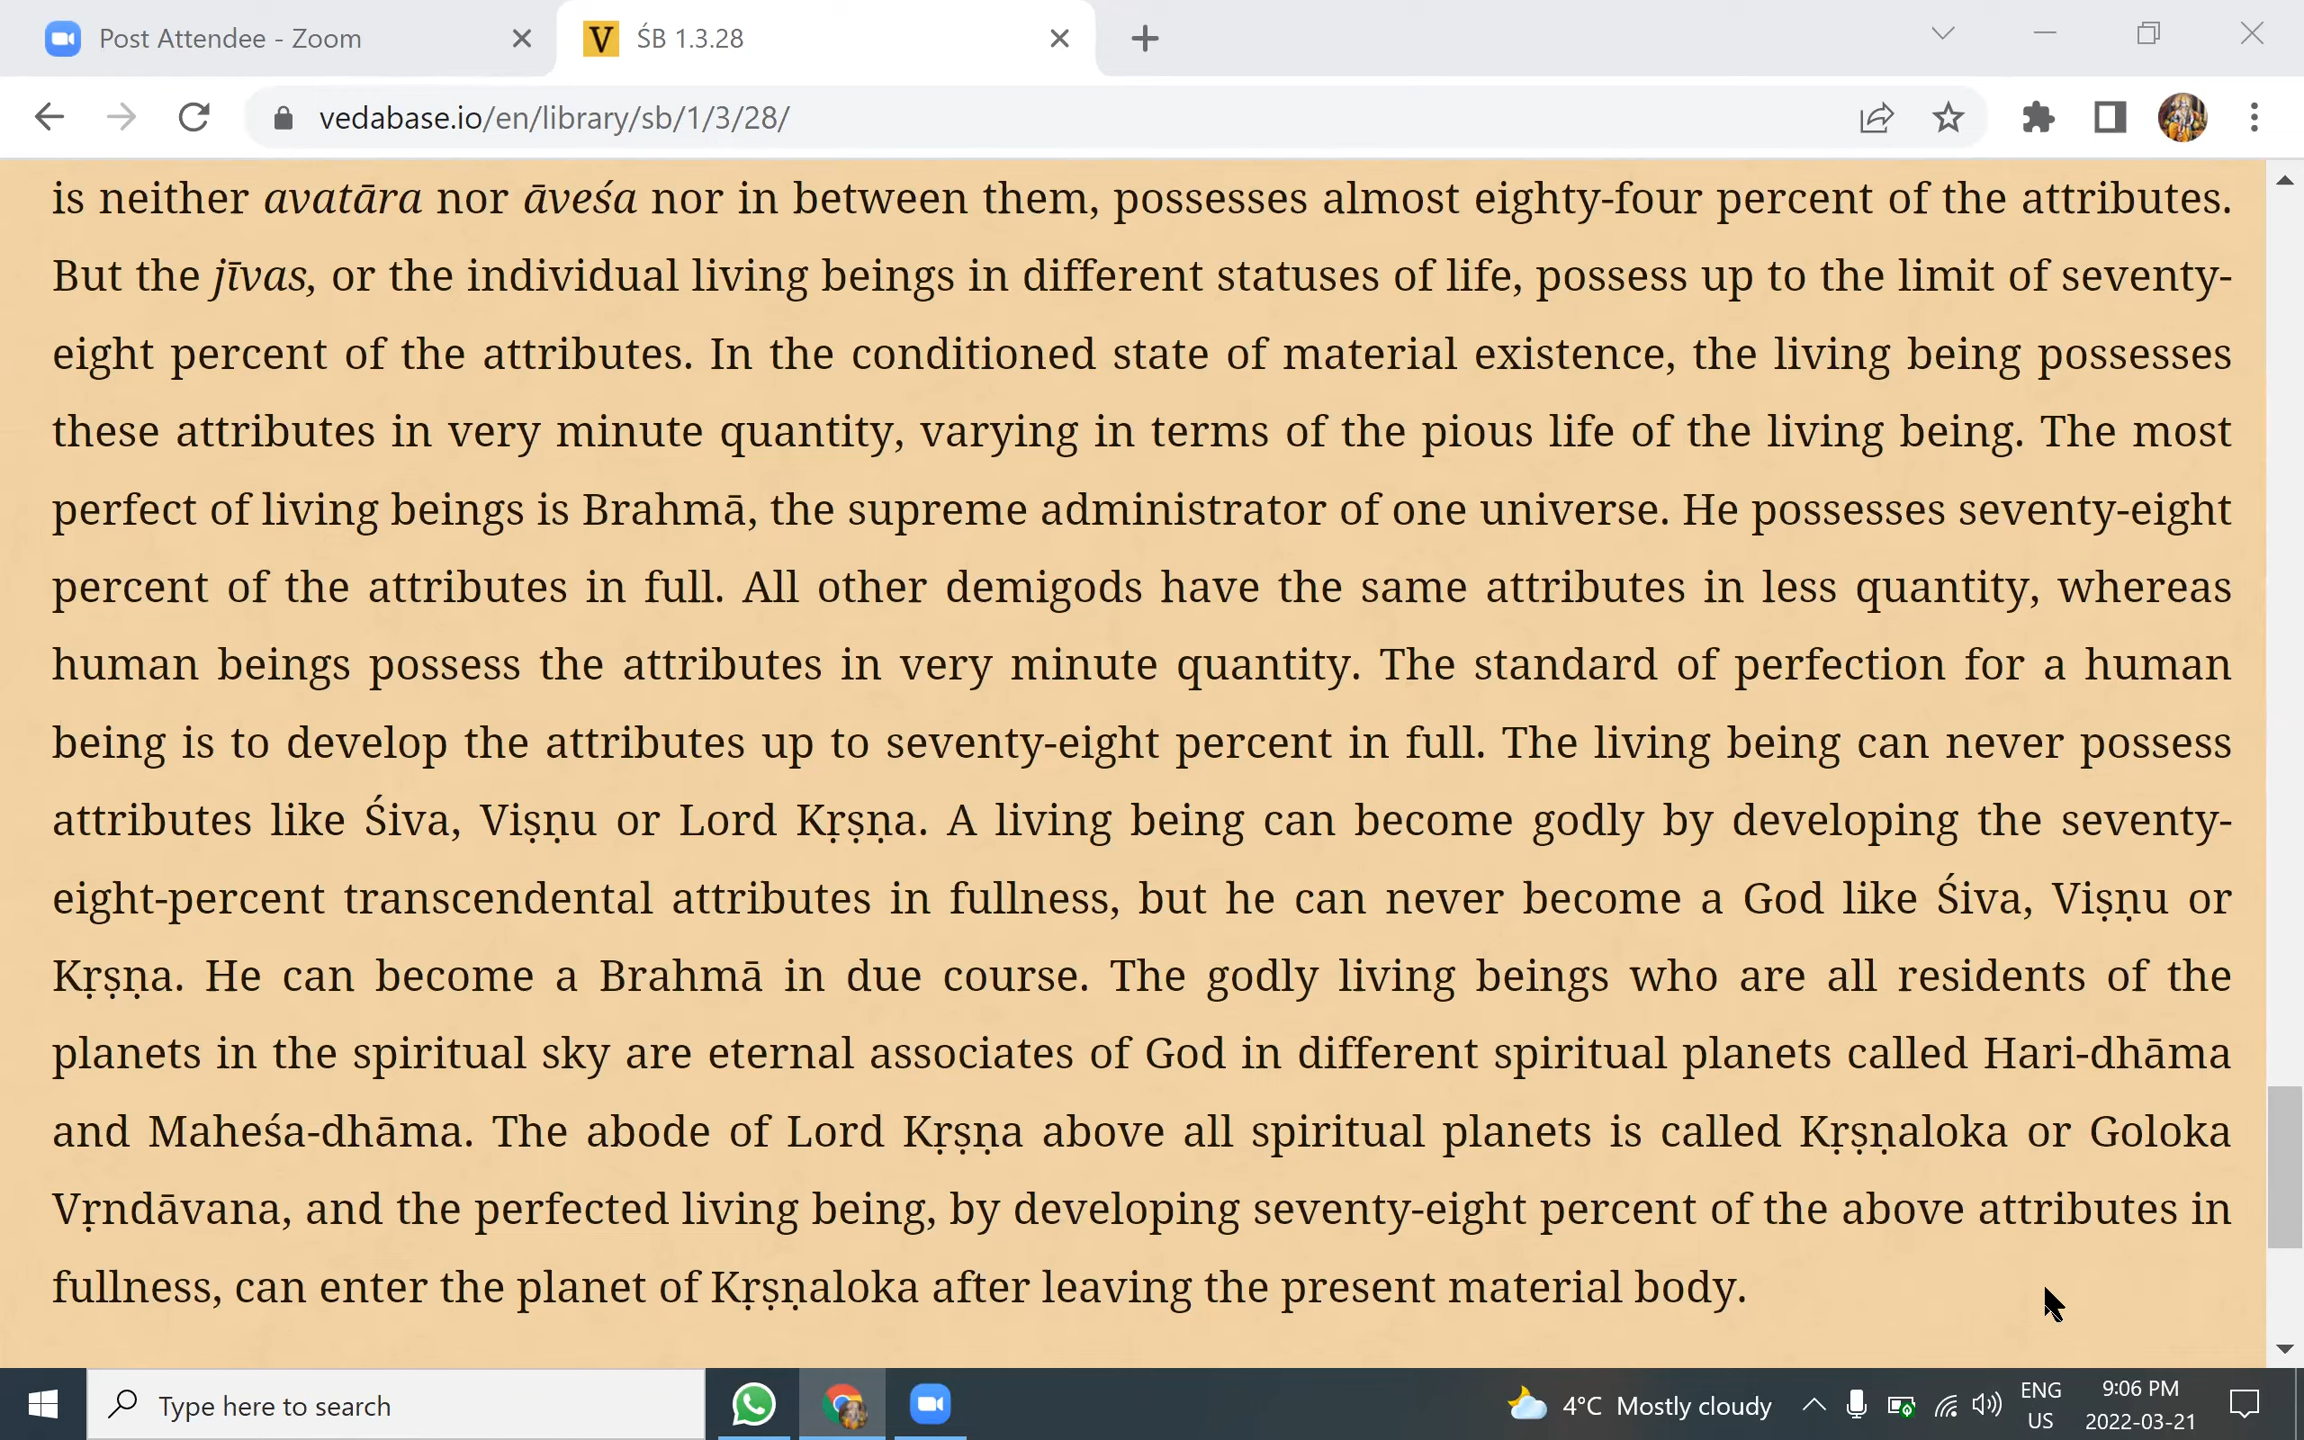 Post Attendee - Zoom
ŚB 1.3.28
vedabase.io/en/library/sb/1/3/28/
is neither avatāra nor āveśa nor in between them, possesses almost eighty-four percent of the attributes.
But the jīvas, or the individual living beings in different statuses of life, possess up to the limit of seventy-
eight percent of the attributes. In the conditioned state of material existence, the living being possesses
these attributes in very minute quantity, varying in terms of the pious life of the living being. The most
perfect of living beings is Brahmā, the supreme administrator of one universe. He possesses seventy-eight
percent of the attributes in full. All other demigods have the same attributes in less quantity, whereas
human beings possess the attributes in very minute quantity. The standard of perfection for a human
being is to develop the attributes up to seventy-eight percent in full. The living being can never possess
attributes like Śiva, Viṣṇu or Lord Kṛṣṇa. A living being can become godly by developing the seventy-
eight-percent transcendental attributes in fullness, but he can never become a God like Śiva, Viṣṇu or
Kṛṣṇa. He can become a Brahmā in due course. The godly living beings who are all residents of the
planets in the spiritual sky are eternal associates of God in different spiritual planets called Hari-dhāma
and Maheśa-dhāma. The abode of Lord Kṛṣṇa above all spiritual planets is called Kṛṣṇaloka or Goloka
Vṛndāvana, and the perfected living being, by developing seventy-eight percent of the above attributes in
fullness, can enter the planet of Kṛṣṇaloka after leaving the present material body.
Type here to search
4°C Mostly cloudy
ENG
US
9:06 PM
2022-03-21